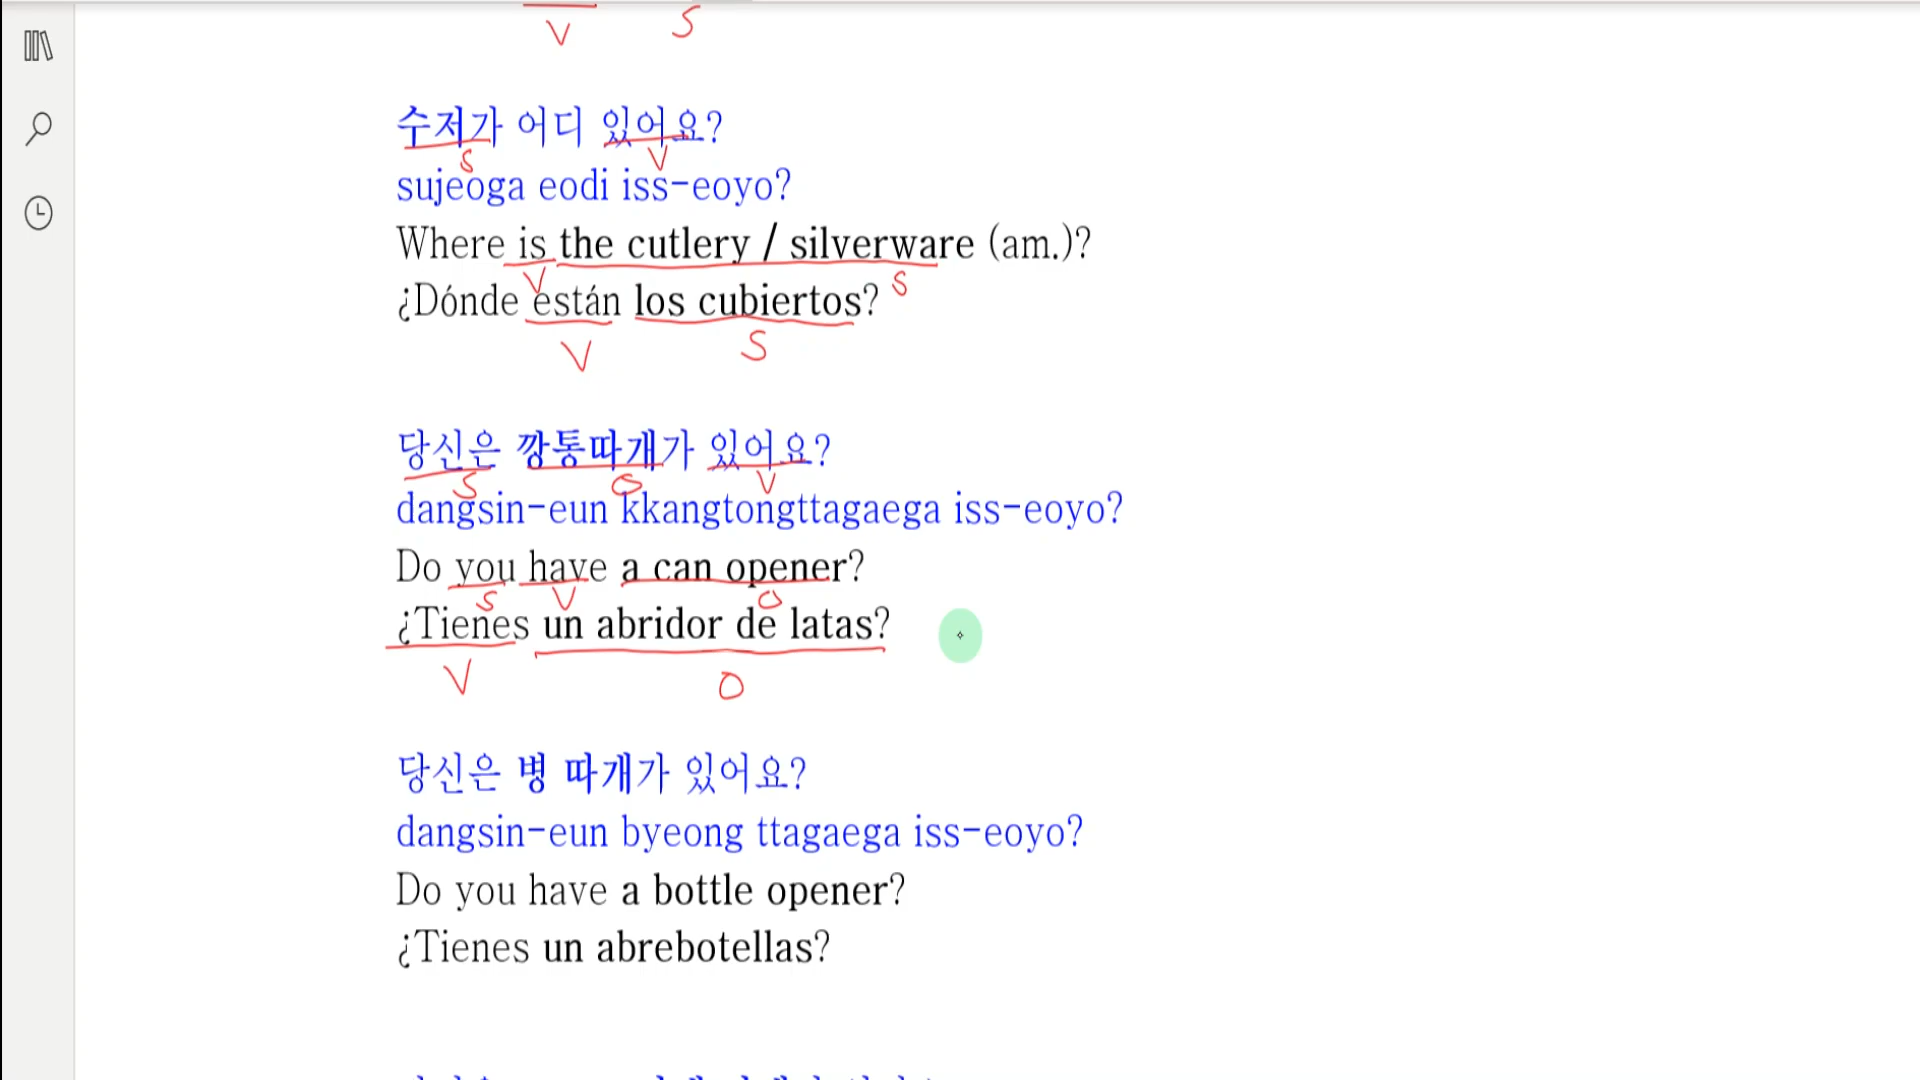 V S
수저가 어디 있어요?
S V
sujeoga eodi iss-eoyo?
Where is the cutlery / silverware (am.)?
V S
¿Dónde están los cubiertos?
V S
당신은 깡통따개가 있어요?
S O V
dangsin-eun kkangtongttagaega iss-eoyo?
Do you have a can opener?
S V O
¿Tienes un abridor de latas?
V O
당신은 병 따개가 있어요?
dangsin-eun byeong ttagaega iss-eoyo?
Do you have a bottle opener?
¿Tienes un abrebotellas?